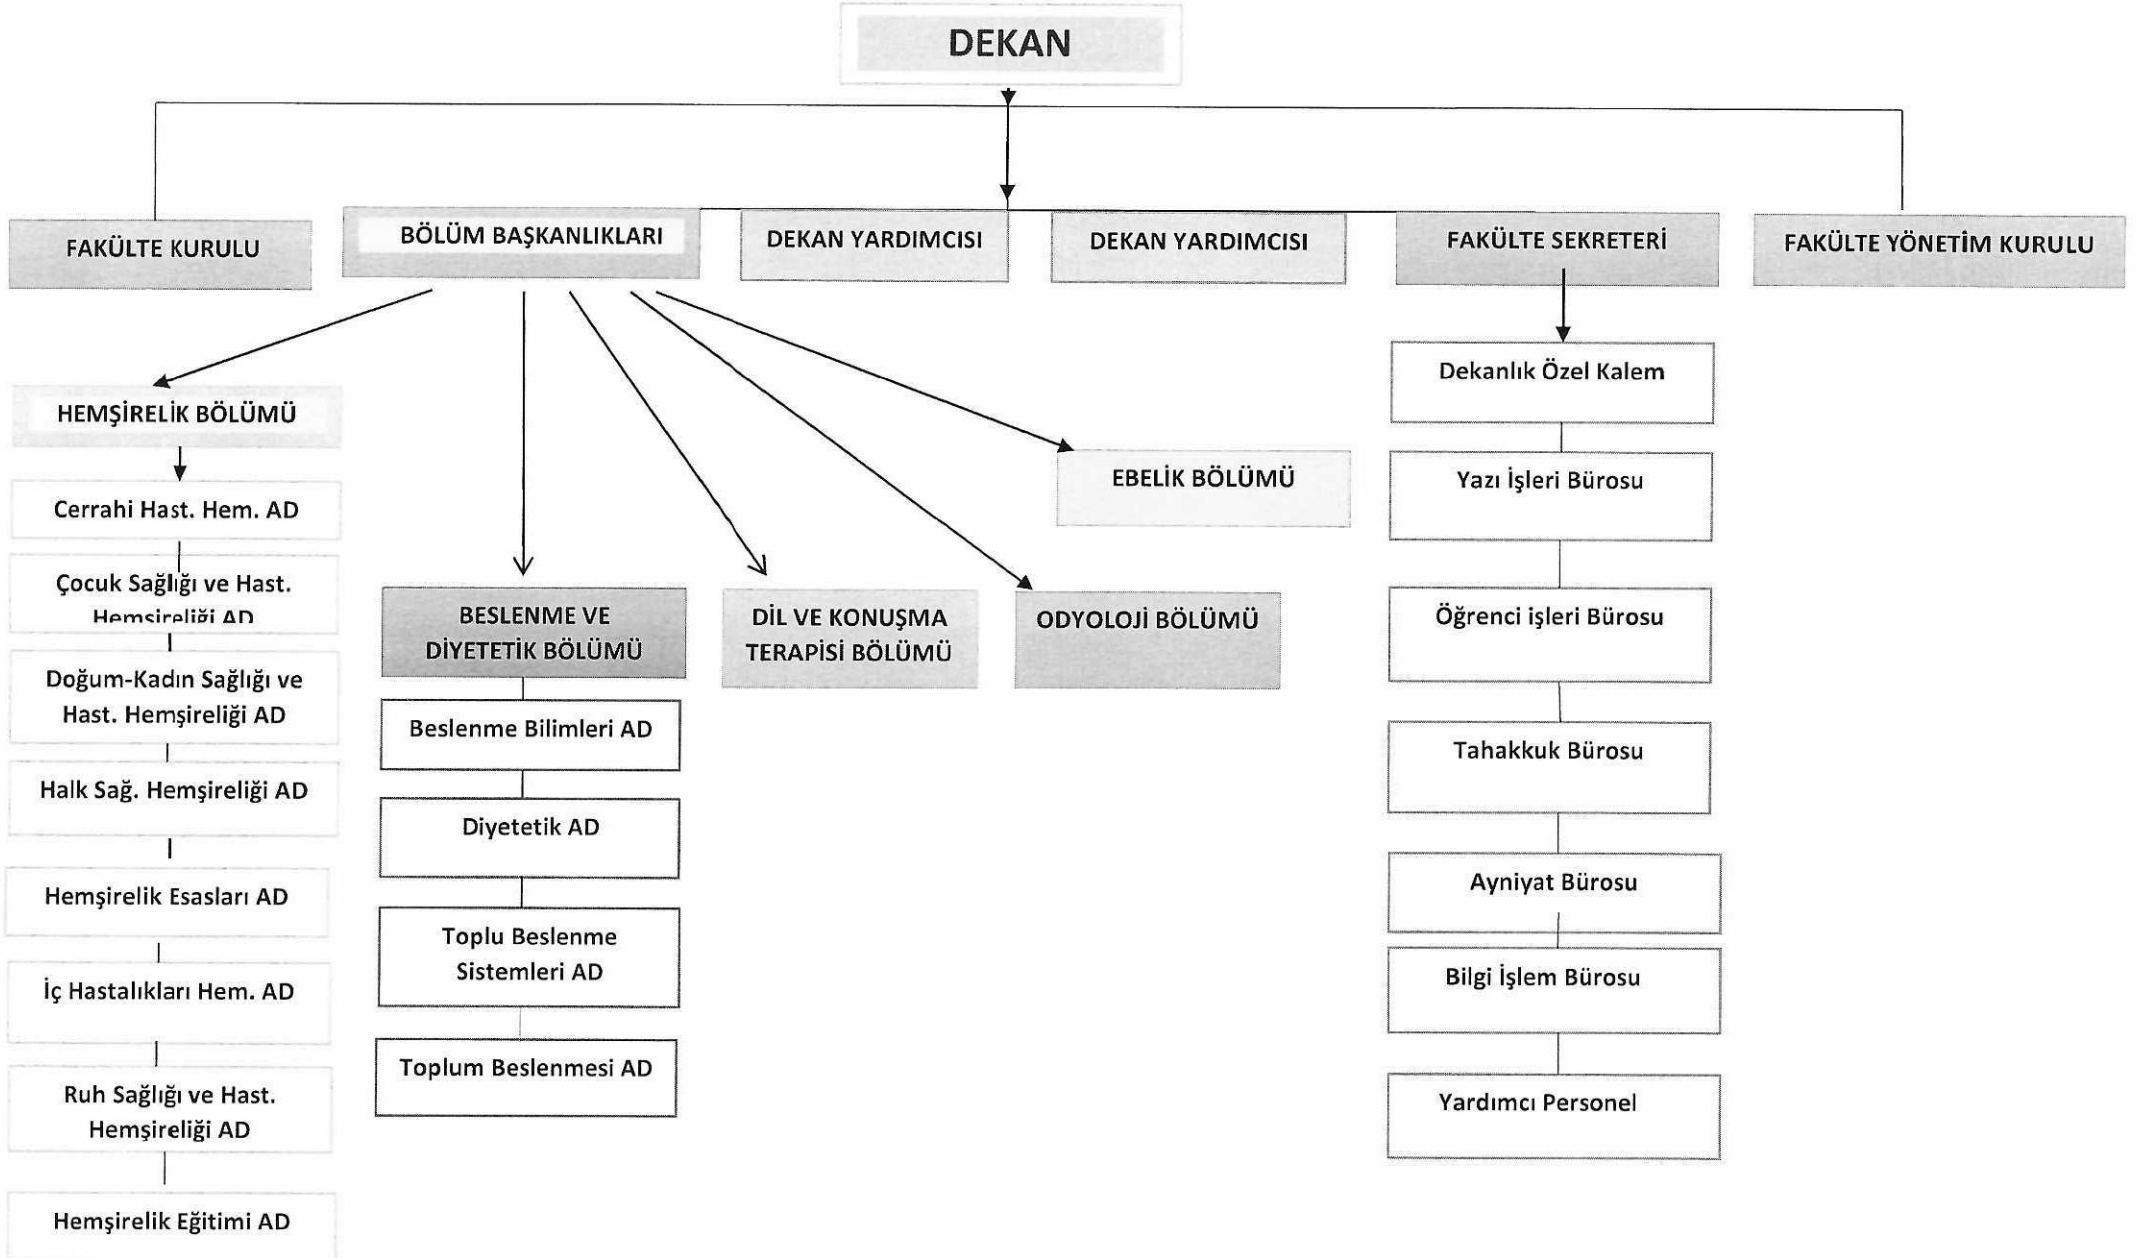 DEKAN
FAKÜLTE KURULU
BÖLÜM BAŞKANLIKLARI
DEKAN YARDIMCISI
DEKAN YARDIMCISI
FAKÜLTE SEKRETERİ
FAKÜLTE YÖNETİM KURULU
HEMŞİRELİK BÖLÜMÜ
Cerrahi Hast. Hem. AD
Çocuk Sağlığı ve Hast.
Hemşireliği AD
Doğum-Kadın Sağlığı ve
Hast. Hemşireliği AD
Halk Sağ. Hemşireliği AD
Hemşirelik Esasları AD
İç Hastalıkları Hem. AD
Ruh Sağlığı ve Hast.
Hemşireliği AD
Hemşirelik Eğitimi AD
BESLENME VE
DİYETETİK BÖLÜMÜ
Beslenme Bilimleri AD
Diyetetik AD
Toplu Beslenme
Sistemleri AD
Toplum Beslenmesi AD
DİL VE KONUŞMA
TERAPİSİ BÖLÜMÜ
ODYOLOJİ BÖLÜMÜ
EBELİK BÖLÜMÜ
Dekanlık Özel Kalem
Yazı İşleri Bürosu
Öğrenci işleri Bürosu
Tahakkuk Bürosu
Ayniyat Bürosu
Bilgi İşlem Bürosu
Yardımcı Personel